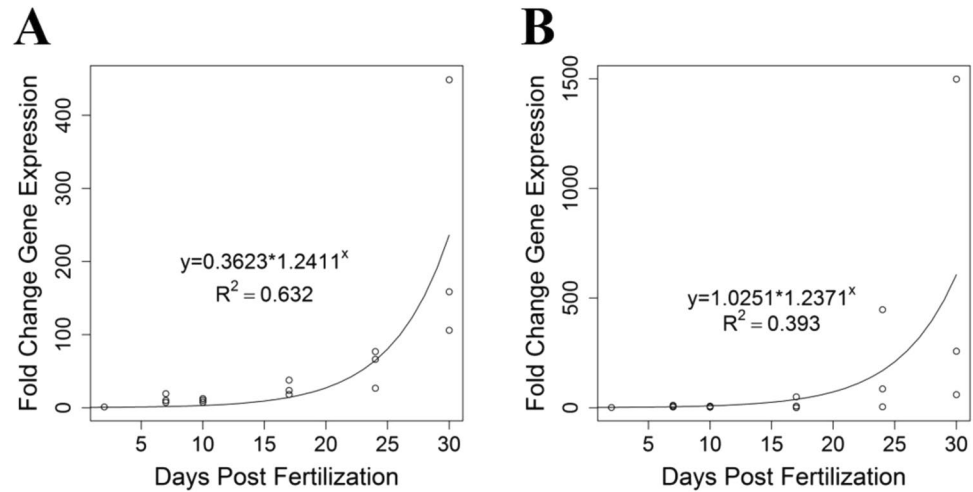 A
Fold Change Gene Expression
400
300
200
100
0
y=0.3623*1.2411^x
R² = 0.632
5 10 15 20 25 30
Days Post Fertilization
B
Fold Change Gene Expression
1500
1000
500
0
y=1.0251*1.2371^x
R² = 0.393
5 10 15 20 25 30
Days Post Fertilization